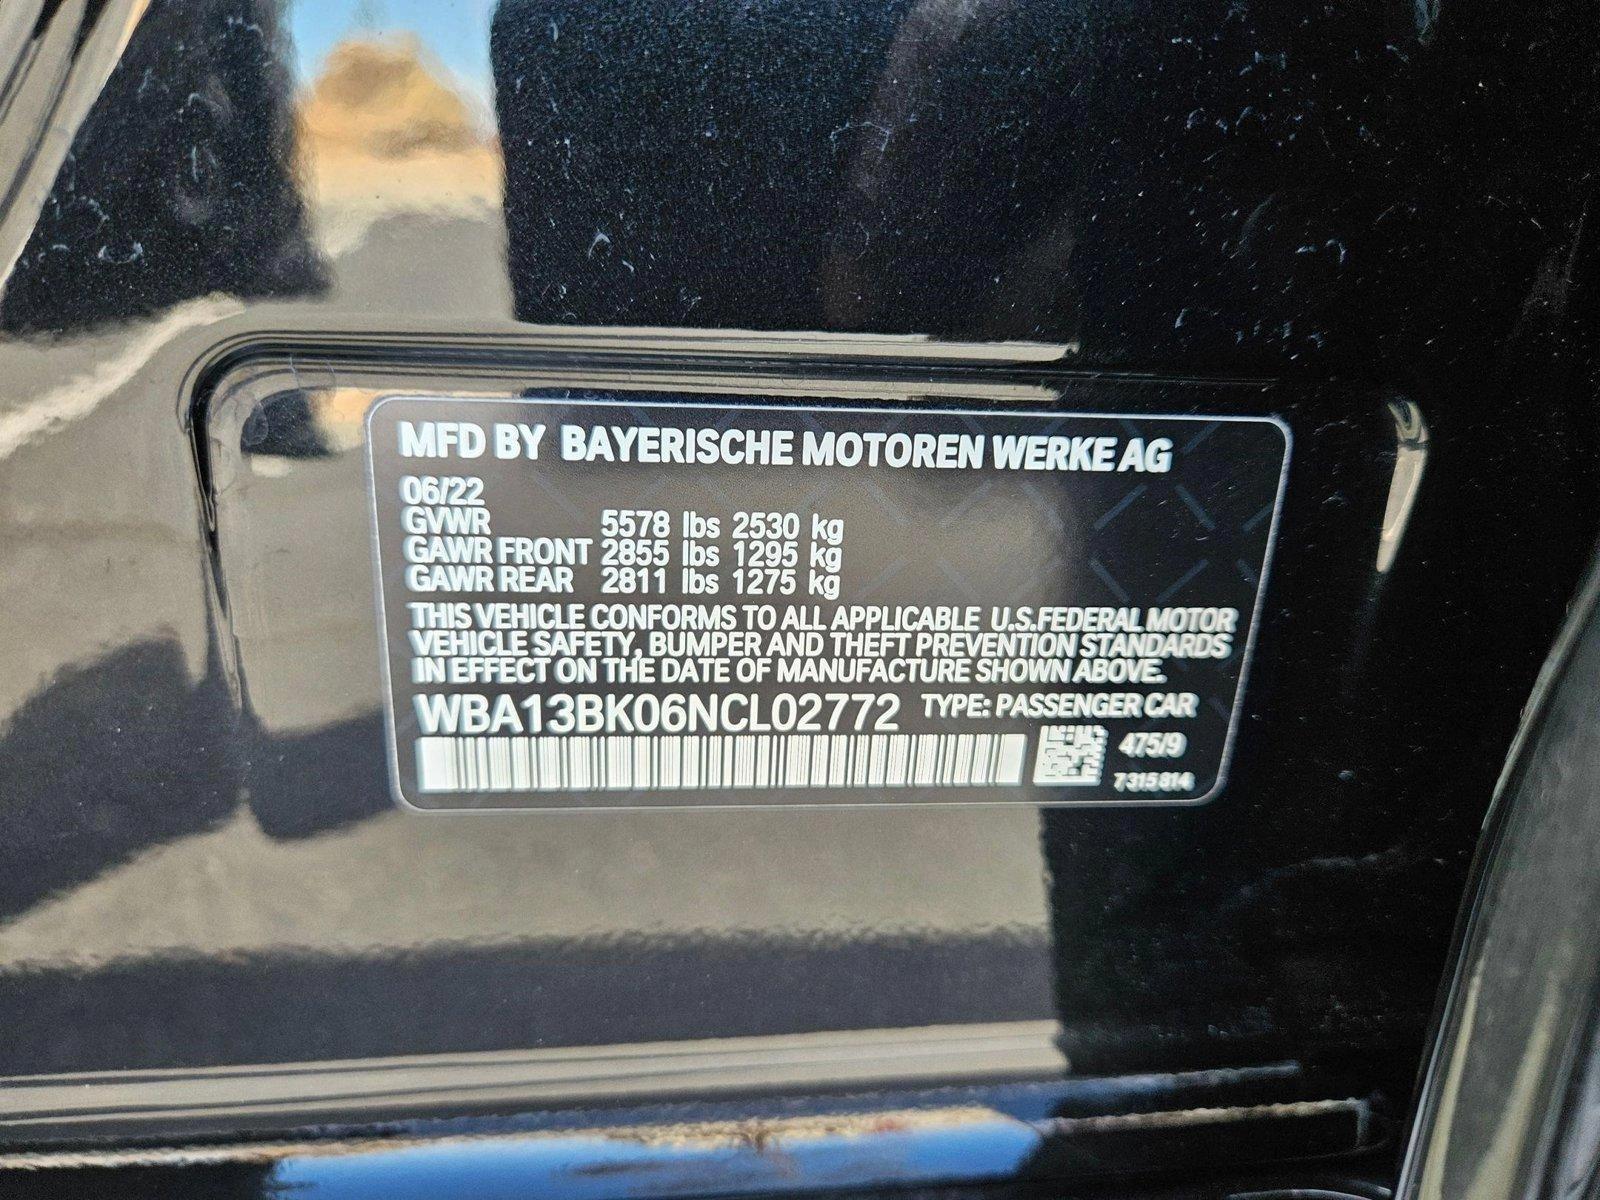 MFD BY BAYERISCHE MOTOREN WERKE AG
06/22
GVWR 5578 lbs 2530 kg
GAWR FRONT 2855 lbs 1295 kg
GAWR REAR 2811 lbs 1275 kg
THIS VEHICLE CONFORMS TO ALL APPLICABLE U.S.FEDERAL MOTOR
VEHICLE SAFETY, BUMPER AND THEFT PREVENTION STANDARDS
IN EFFECT ON THE DATE OF MANUFACTURE SHOWN ABOVE.
WBA13BK06NCL02772 TYPE: PASSENGER CAR
475/9
7315814